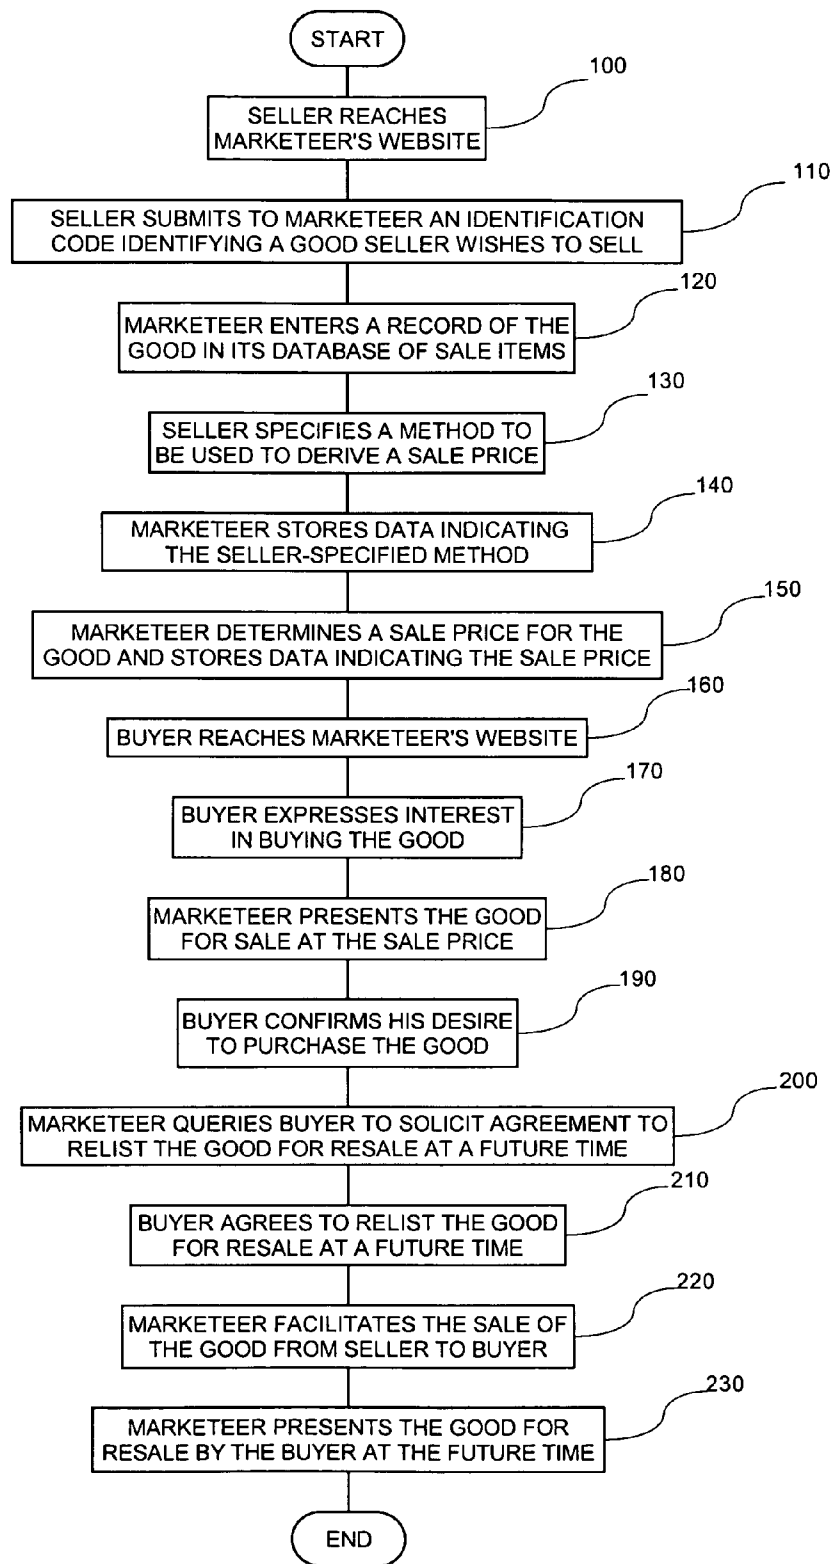 START
100
SELLER REACHES
MARKETEER'S WEBSITE
110
SELLER SUBMITS TO MARKETEER AN IDENTIFICATION
CODE IDENTIFYING A GOOD SELLER WISHES TO SELL
120
MARKETEER ENTERS A RECORD OF THE
GOOD IN ITS DATABASE OF SALE ITEMS
130
SELLER SPECIFIES A METHOD TO
BE USED TO DERIVE A SALE PRICE
140
MARKETEER STORES DATA INDICATING
THE SELLER-SPECIFIED METHOD
150
MARKETEER DETERMINES A SALE PRICE FOR THE
GOOD AND STORES DATA INDICATING THE SALE PRICE
160
BUYER REACHES MARKETEER'S WEBSITE
170
BUYER EXPRESSES INTEREST
IN BUYING THE GOOD
180
MARKETEER PRESENTS THE GOOD
FOR SALE AT THE SALE PRICE
190
BUYER CONFIRMS HIS DESIRE
TO PURCHASE THE GOOD
200
MARKETEER QUERIES BUYER TO SOLICIT AGREEMENT TO
RELIST THE GOOD FOR RESALE AT A FUTURE TIME
210
BUYER AGREES TO RELIST THE GOOD
FOR RESALE AT A FUTURE TIME
220
MARKETEER FACILITATES THE SALE OF
THE GOOD FROM SELLER TO BUYER
230
MARKETEER PRESENTS THE GOOD FOR
RESALE BY THE BUYER AT THE FUTURE TIME
END